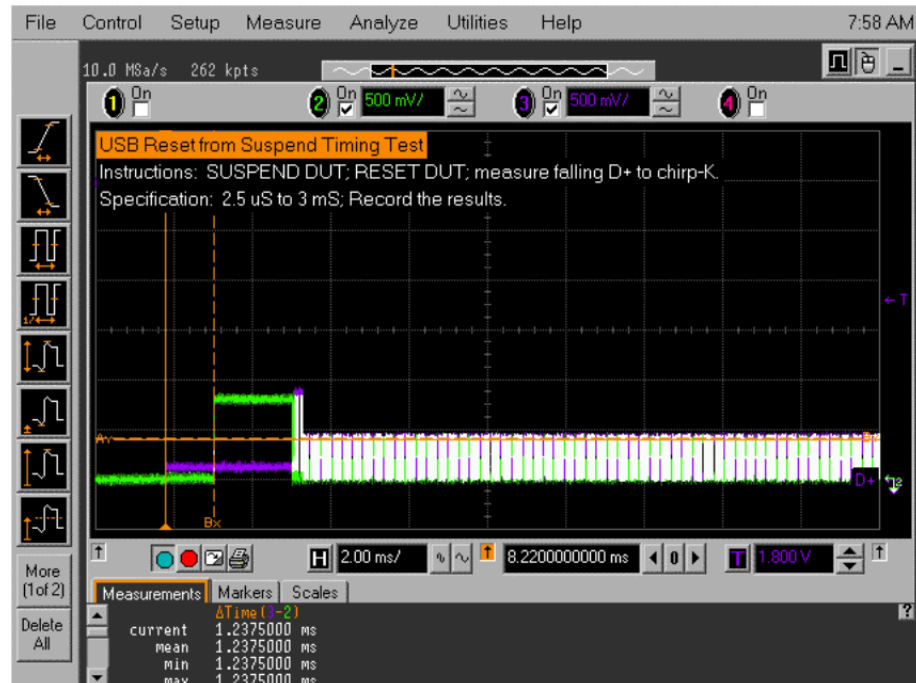 File Control Setup Measure Analyze Utilities Help 7:58 AM
10.0 MSa/s 262 kpts
1 On 2 On 500 mV/ 3 On 500 mV/ 4 On
USB Reset from Suspend Timing Test
Instructions: SUSPEND DUT; RESET DUT; measure falling D+ to chirp-K.
Specification: 2.5 uS to 3 mS; Record the results.
T
Ay
D+ 2
Bx
H 2.00 ms/ 8.2200000000 ms 0 T 1.800 V
More
(1 of 2)
Delete
All
Measurements Markers Scales
ΔTime(3-2)
current 1.2375000 ms
mean 1.2375000 ms
min 1.2375000 ms
max 1.2375000 ms